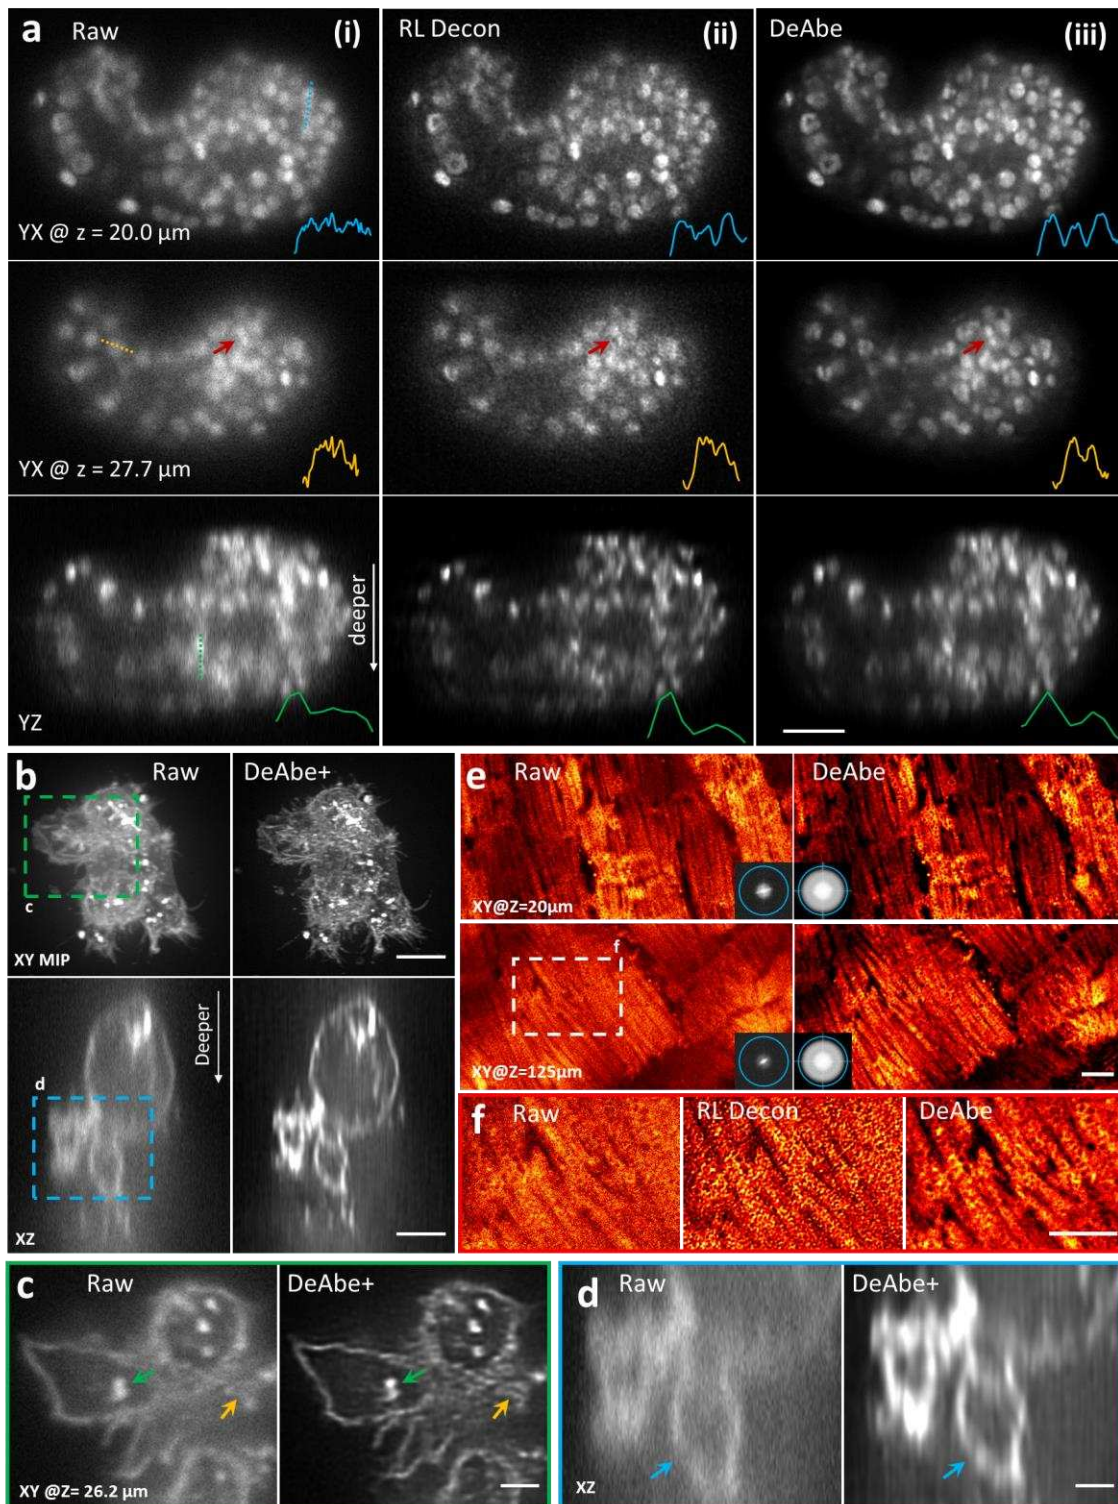 a Raw (i) RL Decon (ii) DeAbe (iii)
YX @ z = 20.0 µm
YX @ z = 27.7 µm
deeper
YZ
b Raw DeAbe+
c
XY MIP
Deeper
d
XZ
e Raw DeAbe
XY@Z=20µm
f
XY@Z=125µm
f Raw RL Decon DeAbe
c Raw DeAbe+
XY @Z= 26.2 µm
d Raw DeAbe+
XZ